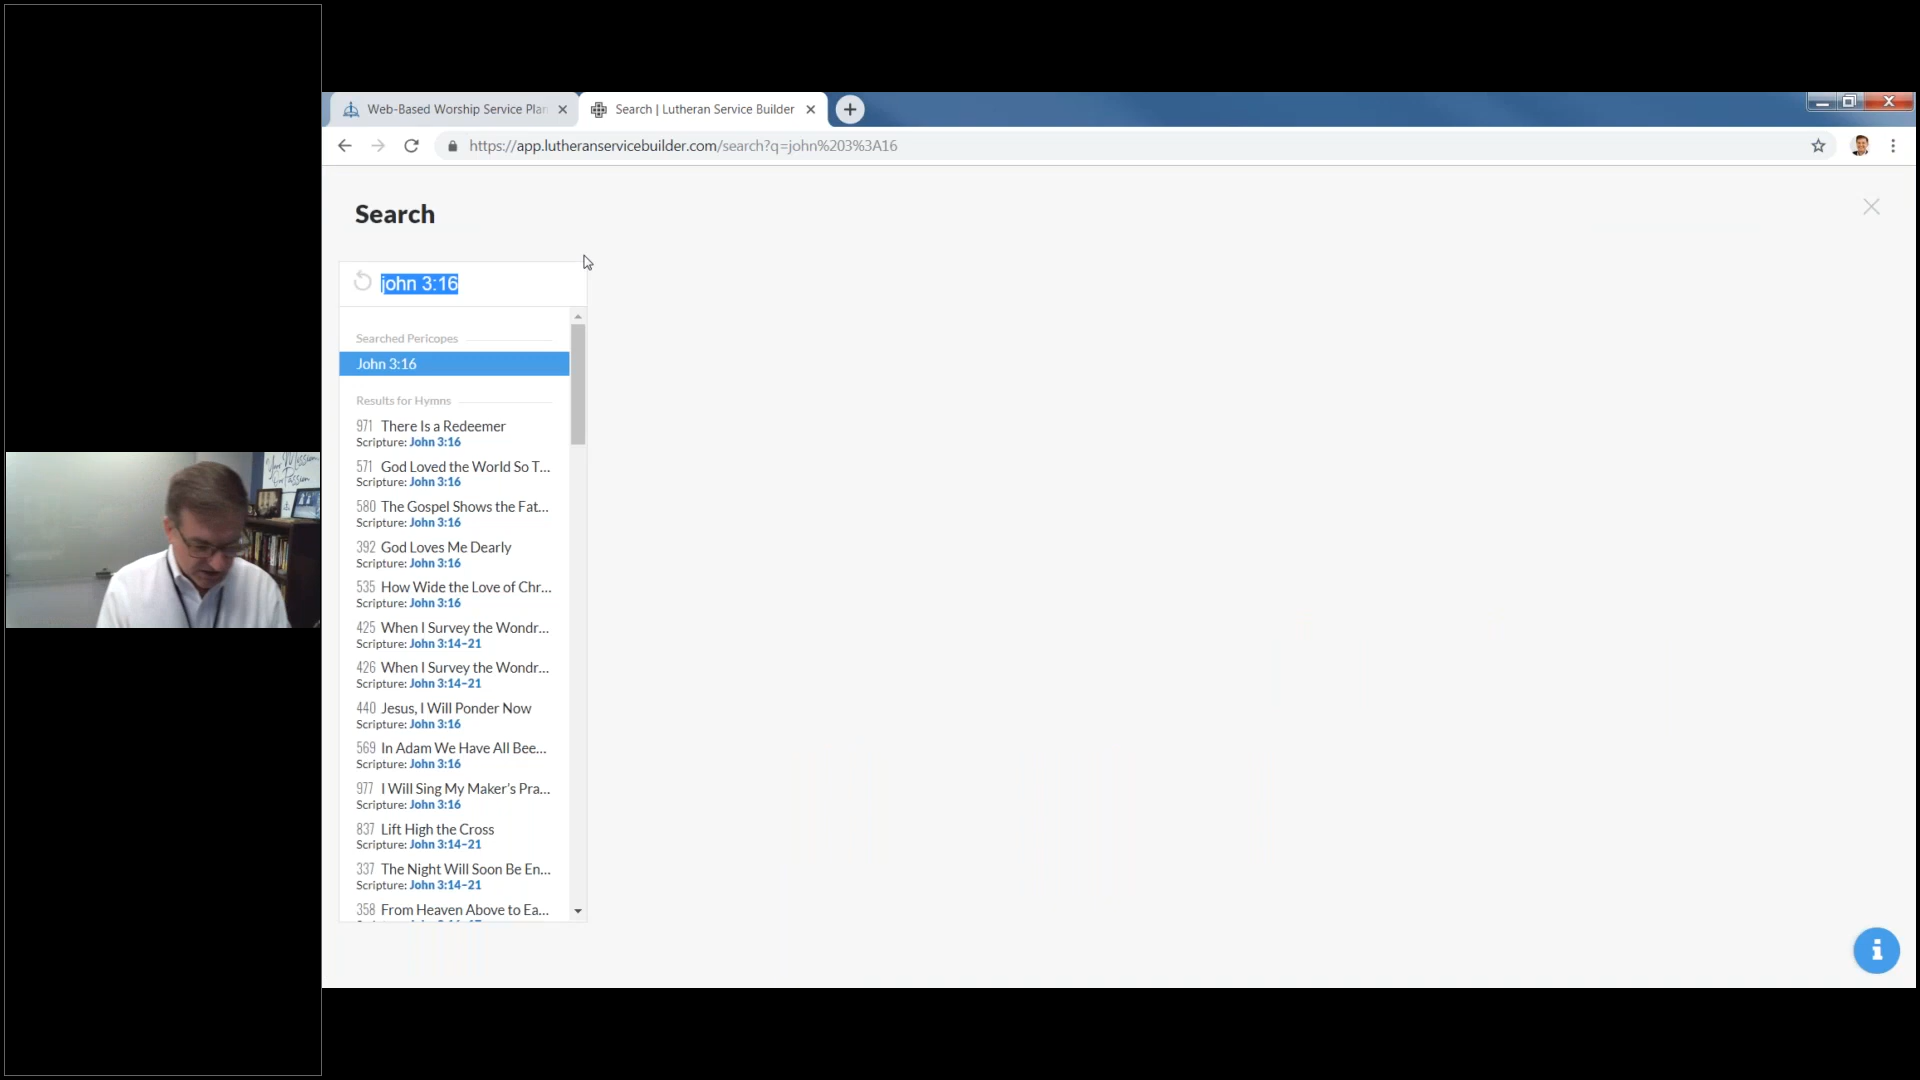 Web-Based Worship Service Plan
Search | Lutheran Service Builder
https://app.lutheranservicebuilder.com/search?q=john%203%3A16
Search
john 3:16
Searched Pericopes
John 3:16
Results for Hymns
971 There Is a Redeemer
Scripture: John 3:16
571 God Loved the World So T...
Scripture: John 3:16
580 The Gospel Shows the Fat...
Scripture: John 3:16
392 God Loves Me Dearly
Scripture: John 3:16
535 How Wide the Love of Chr...
Scripture: John 3:16
425 When I Survey the Wondr...
Scripture: John 3:14–21
426 When I Survey the Wondr...
Scripture: John 3:14–21
440 Jesus, I Will Ponder Now
Scripture: John 3:16
569 In Adam We Have All Bee...
Scripture: John 3:16
977 I Will Sing My Maker's Pra...
Scripture: John 3:16
837 Lift High the Cross
Scripture: John 3:14–21
337 The Night Will Soon Be En...
Scripture: John 3:14–21
358 From Heaven Above to Ea...
Your Mission
Our Passion